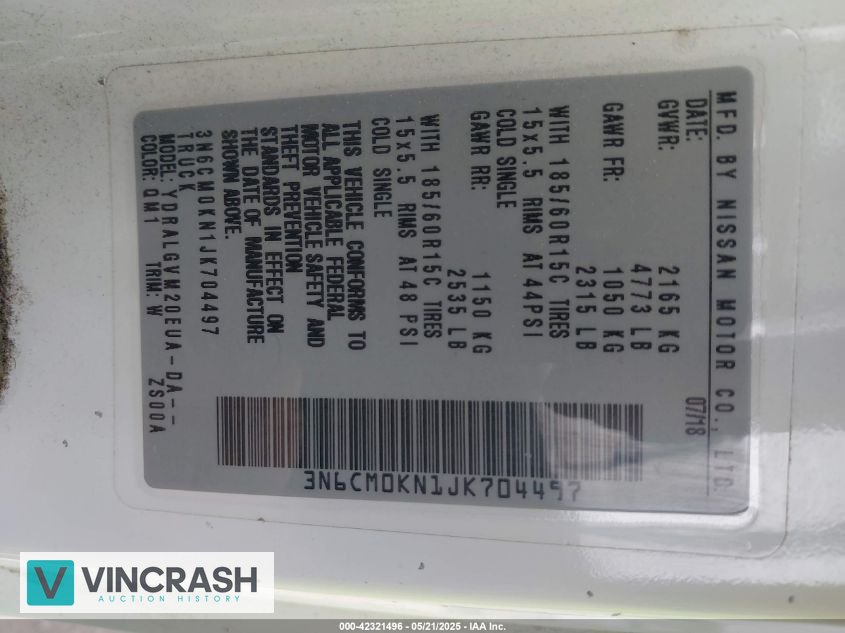 MFD. BY NISSAN MOTOR CO., LTD.
DATE: 07/18
GVWR: 2165 KG
4773 LB
GAWR FR: 1050 KG
2315 LB
WITH 185/60R15C TIRES
15x5.5 RIMS AT 44PSI
COLD SINGLE
GAWR RR: 1150 KG
2535 LB
WITH 185/60R15C TIRES
15x5.5 RIMS AT 48 PSI
COLD SINGLE
THIS VEHICLE CONFORMS TO
ALL APPLICABLE FEDERAL
MOTOR VEHICLE SAFETY AND
THEFT PREVENTION
STANDARDS IN EFFECT ON
THE DATE OF MANUFACTURE
SHOWN ABOVE.
3N6CM0KN1JK704497
TRUCK
MODEL: YDRALGVM20EUA-DA--
COLOR: QM1 TRIM: W ZS00A
3N6CM0KN1JK704497
VINCRASH
AUCTION HISTORY
000-42321496 - 05/21/2025 - IAA Inc.